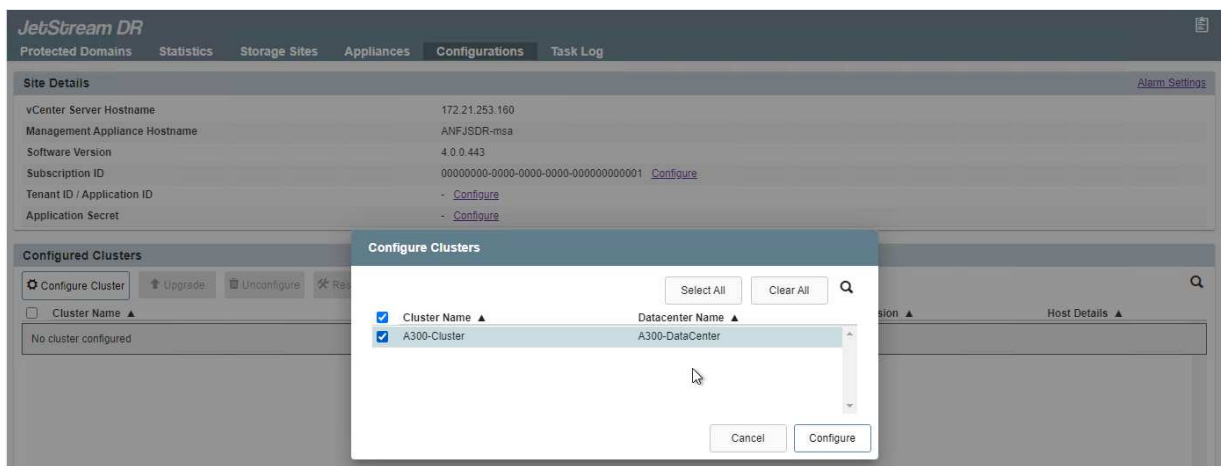 JetStream DR
Protected Domains Statistics Storage Sites Appliances Configurations Task Log
Site Details Alarm Settings
vCenter Server Hostname 172.21.253.160
Management Appliance Hostname ANFJSDR-msa
Software Version 4.0.0.443
Subscription ID 00000000-0000-0000-0000-000000000001 Configure
Tenant ID / Application ID - Configure
Application Secret - Configure
Configured Clusters
Configure Cluster Upgrade Unconfigure Res
Cluster Name ▲ sion ▲ Host Details ▲
No cluster configured
Configure Clusters
Select All Clear All
Cluster Name ▲ Datacenter Name ▲
A300-Cluster A300-DataCenter
Cancel Configure